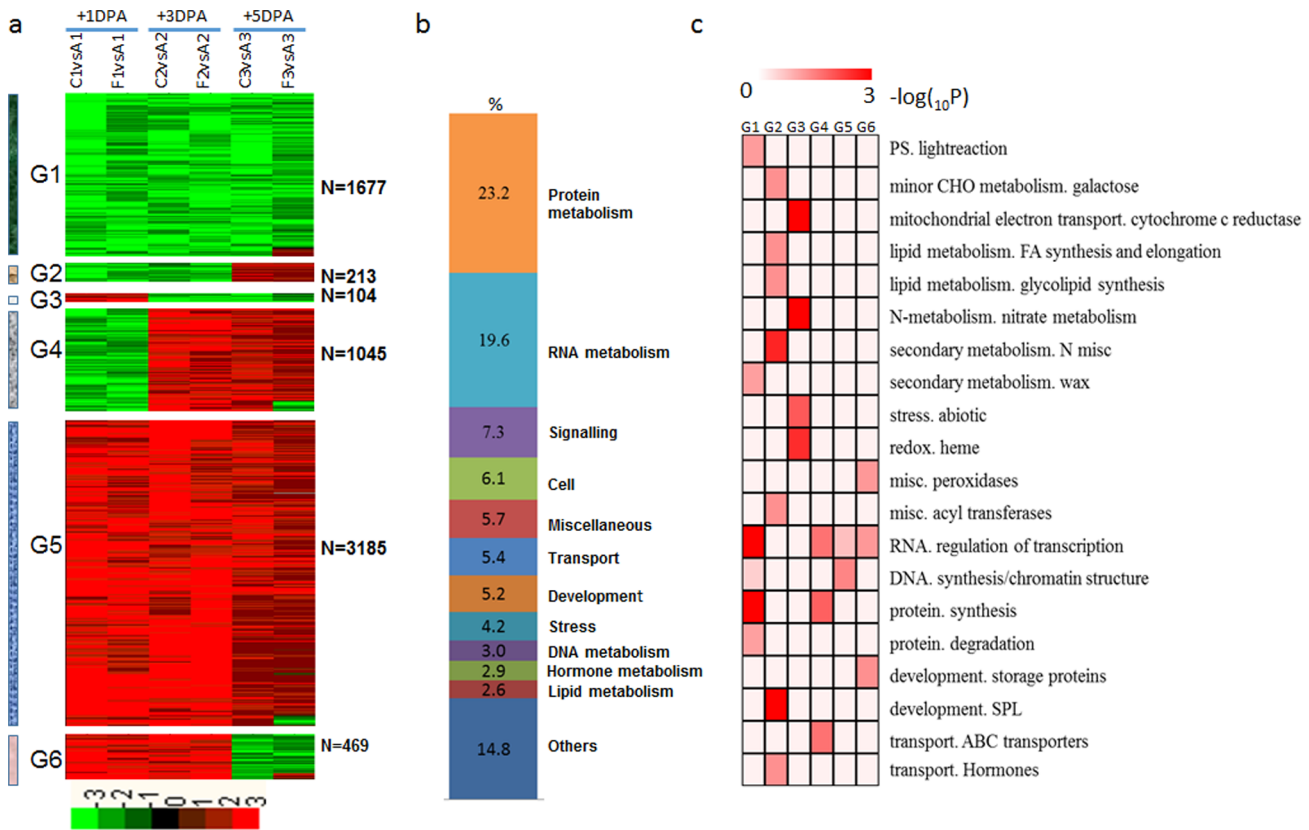 a
+1DPA +3DPA +5DPA
C1vsA1 F1vsA1 C2vsA2 F2vsA2 C3vsA3 F3vsA3
G1
N=1677
G2
N=213
G3
N=104
G4
N=1045
G5
N=3185
G6
N=469
-3 -2 -1 0 1 2 3
b
%
23.2
Protein
metabolism
19.6
RNA metabolism
7.3
Signalling
6.1
Cell
5.7
Miscellaneous
5.4
Transport
5.2
Development
4.2
Stress
3.0
DNA metabolism
2.9
Hormone metabolism
2.6
Lipid metabolism
14.8
Others
c
0 3 -log(10P)
G1 G2 G3 G4 G5 G6
PS. lightreaction
minor CHO metabolism. galactose
mitochondrial electron transport. cytochrome c reductase
lipid metabolism. FA synthesis and elongation
lipid metabolism. glycolipid synthesis
N-metabolism. nitrate metabolism
secondary metabolism. N misc
secondary metabolism. wax
stress. abiotic
redox. heme
misc. peroxidases
misc. acyl transferases
RNA. regulation of transcription
DNA. synthesis/chromatin structure
protein. synthesis
protein. degradation
development. storage proteins
development. SPL
transport. ABC transporters
transport. Hormones